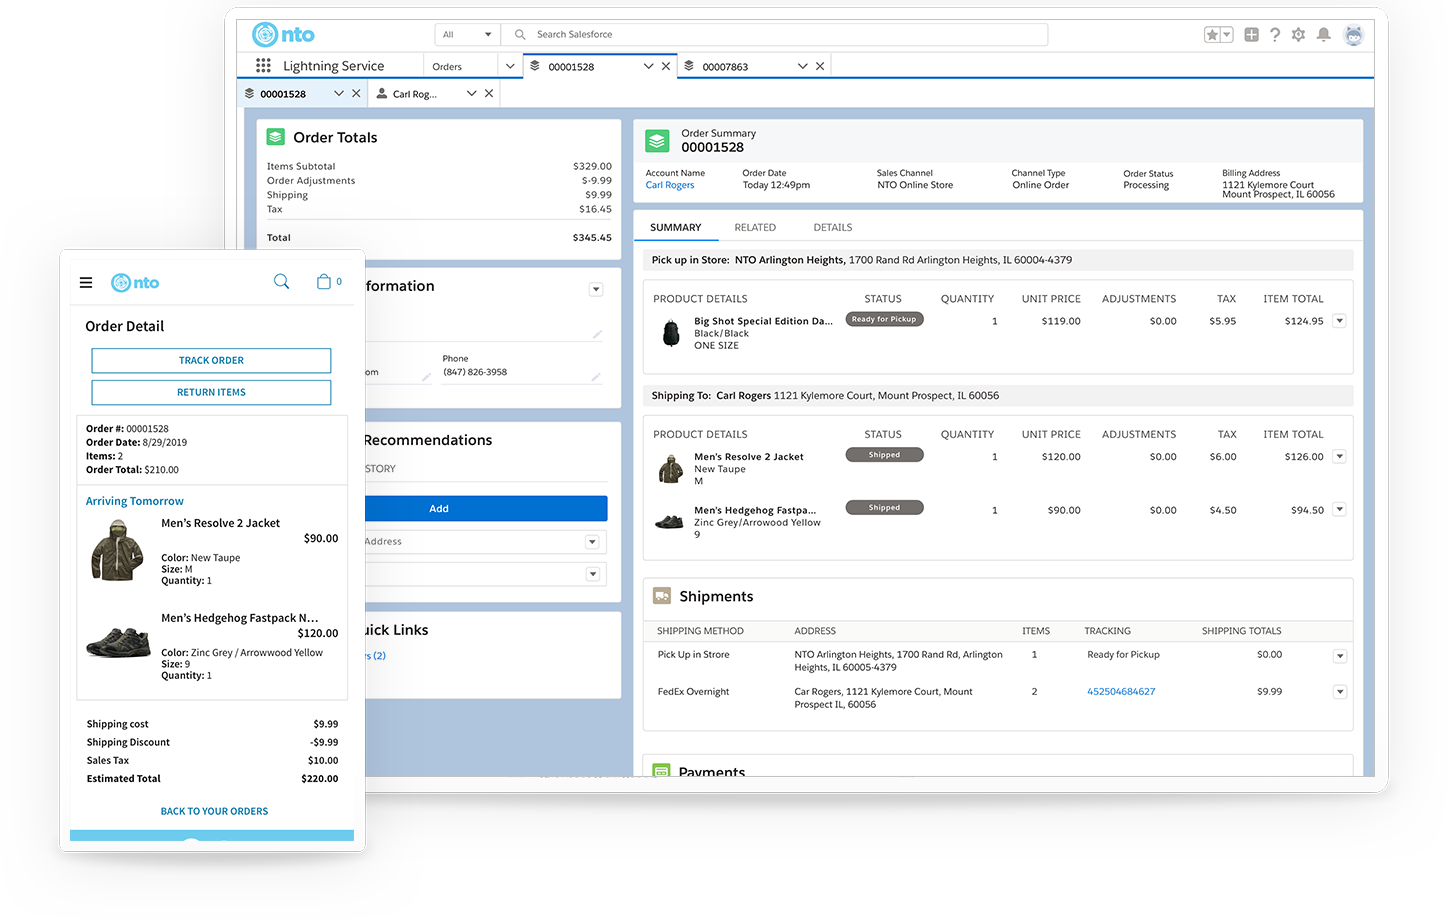 nto
All
Search Salesforce
Lightning Service
Orders
00001528
00007863
00001528
Carl Rog...
Order Totals
Items Subtotal $329.00
Order Adjustments $-9.99
Shipping $9.99
Tax $16.45
Total $345.45
formation
om
Phone
(847) 826-3958
Recommendations
STORY
Add
Address
uick Links
rs (2)
Order Summary
00001528
Account Name Order Date Sales Channel Channel Type Order Status Billing Address
Carl Rogers Today 12:49pm NTO Online Store Online Order Processing 1121 Kylemore Court
Mount Prospect, IL 60056
SUMMARY RELATED DETAILS
Pick up in Store: NTO Arlington Heights, 1700 Rand Rd Arlington Heights, IL 60004-4379
PRODUCT DETAILS STATUS QUANTITY UNIT PRICE ADJUSTMENTS TAX ITEM TOTAL
Big Shot Special Edition Da... Ready for Pickup 1 $119.00 $0.00 $5.95 $124.95
Black/Black
ONE SIZE
Shipping To: Carl Rogers 1121 Kylemore Court, Mount Prospect, IL 60056
PRODUCT DETAILS STATUS QUANTITY UNIT PRICE ADJUSTMENTS TAX ITEM TOTAL
Men's Resolve 2 Jacket Shipped 1 $120.00 $0.00 $6.00 $126.00
New Taupe
M
Men's Hedgehog Fastpa... Shipped 1 $90.00 $0.00 $4.50 $94.50
Zinc Grey/Arrowood Yellow
9
Shipments
SHIPPING METHOD ADDRESS ITEMS TRACKING SHIPPING TOTALS
Pick Up in Strore NTO Arlington Heights, 1700 Rand Rd, Arlington 1 Ready for Pickup $0.00
Heights, IL 60005-4379
FedEx Overnight Car Rogers, 1121 Kylemore Court, Mount 2 452504684627 $9.99
Prospect IL, 60056
Payments
nto
0
Order Detail
TRACK ORDER
RETURN ITEMS
Order #: 00001528
Order Date: 8/29/2019
Items: 2
Order Total: $210.00
Arriving Tomorrow
Men's Resolve 2 Jacket
$90.00
Color: New Taupe
Size: M
Quantity: 1
Men's Hedgehog Fastpack N...
$120.00
Color: Zinc Grey / Arrowwood Yellow
Size: 9
Quantity: 1
Shipping cost $9.99
Shipping Discount -$9.99
Sales Tax $10.00
Estimated Total $220.00
BACK TO YOUR ORDERS